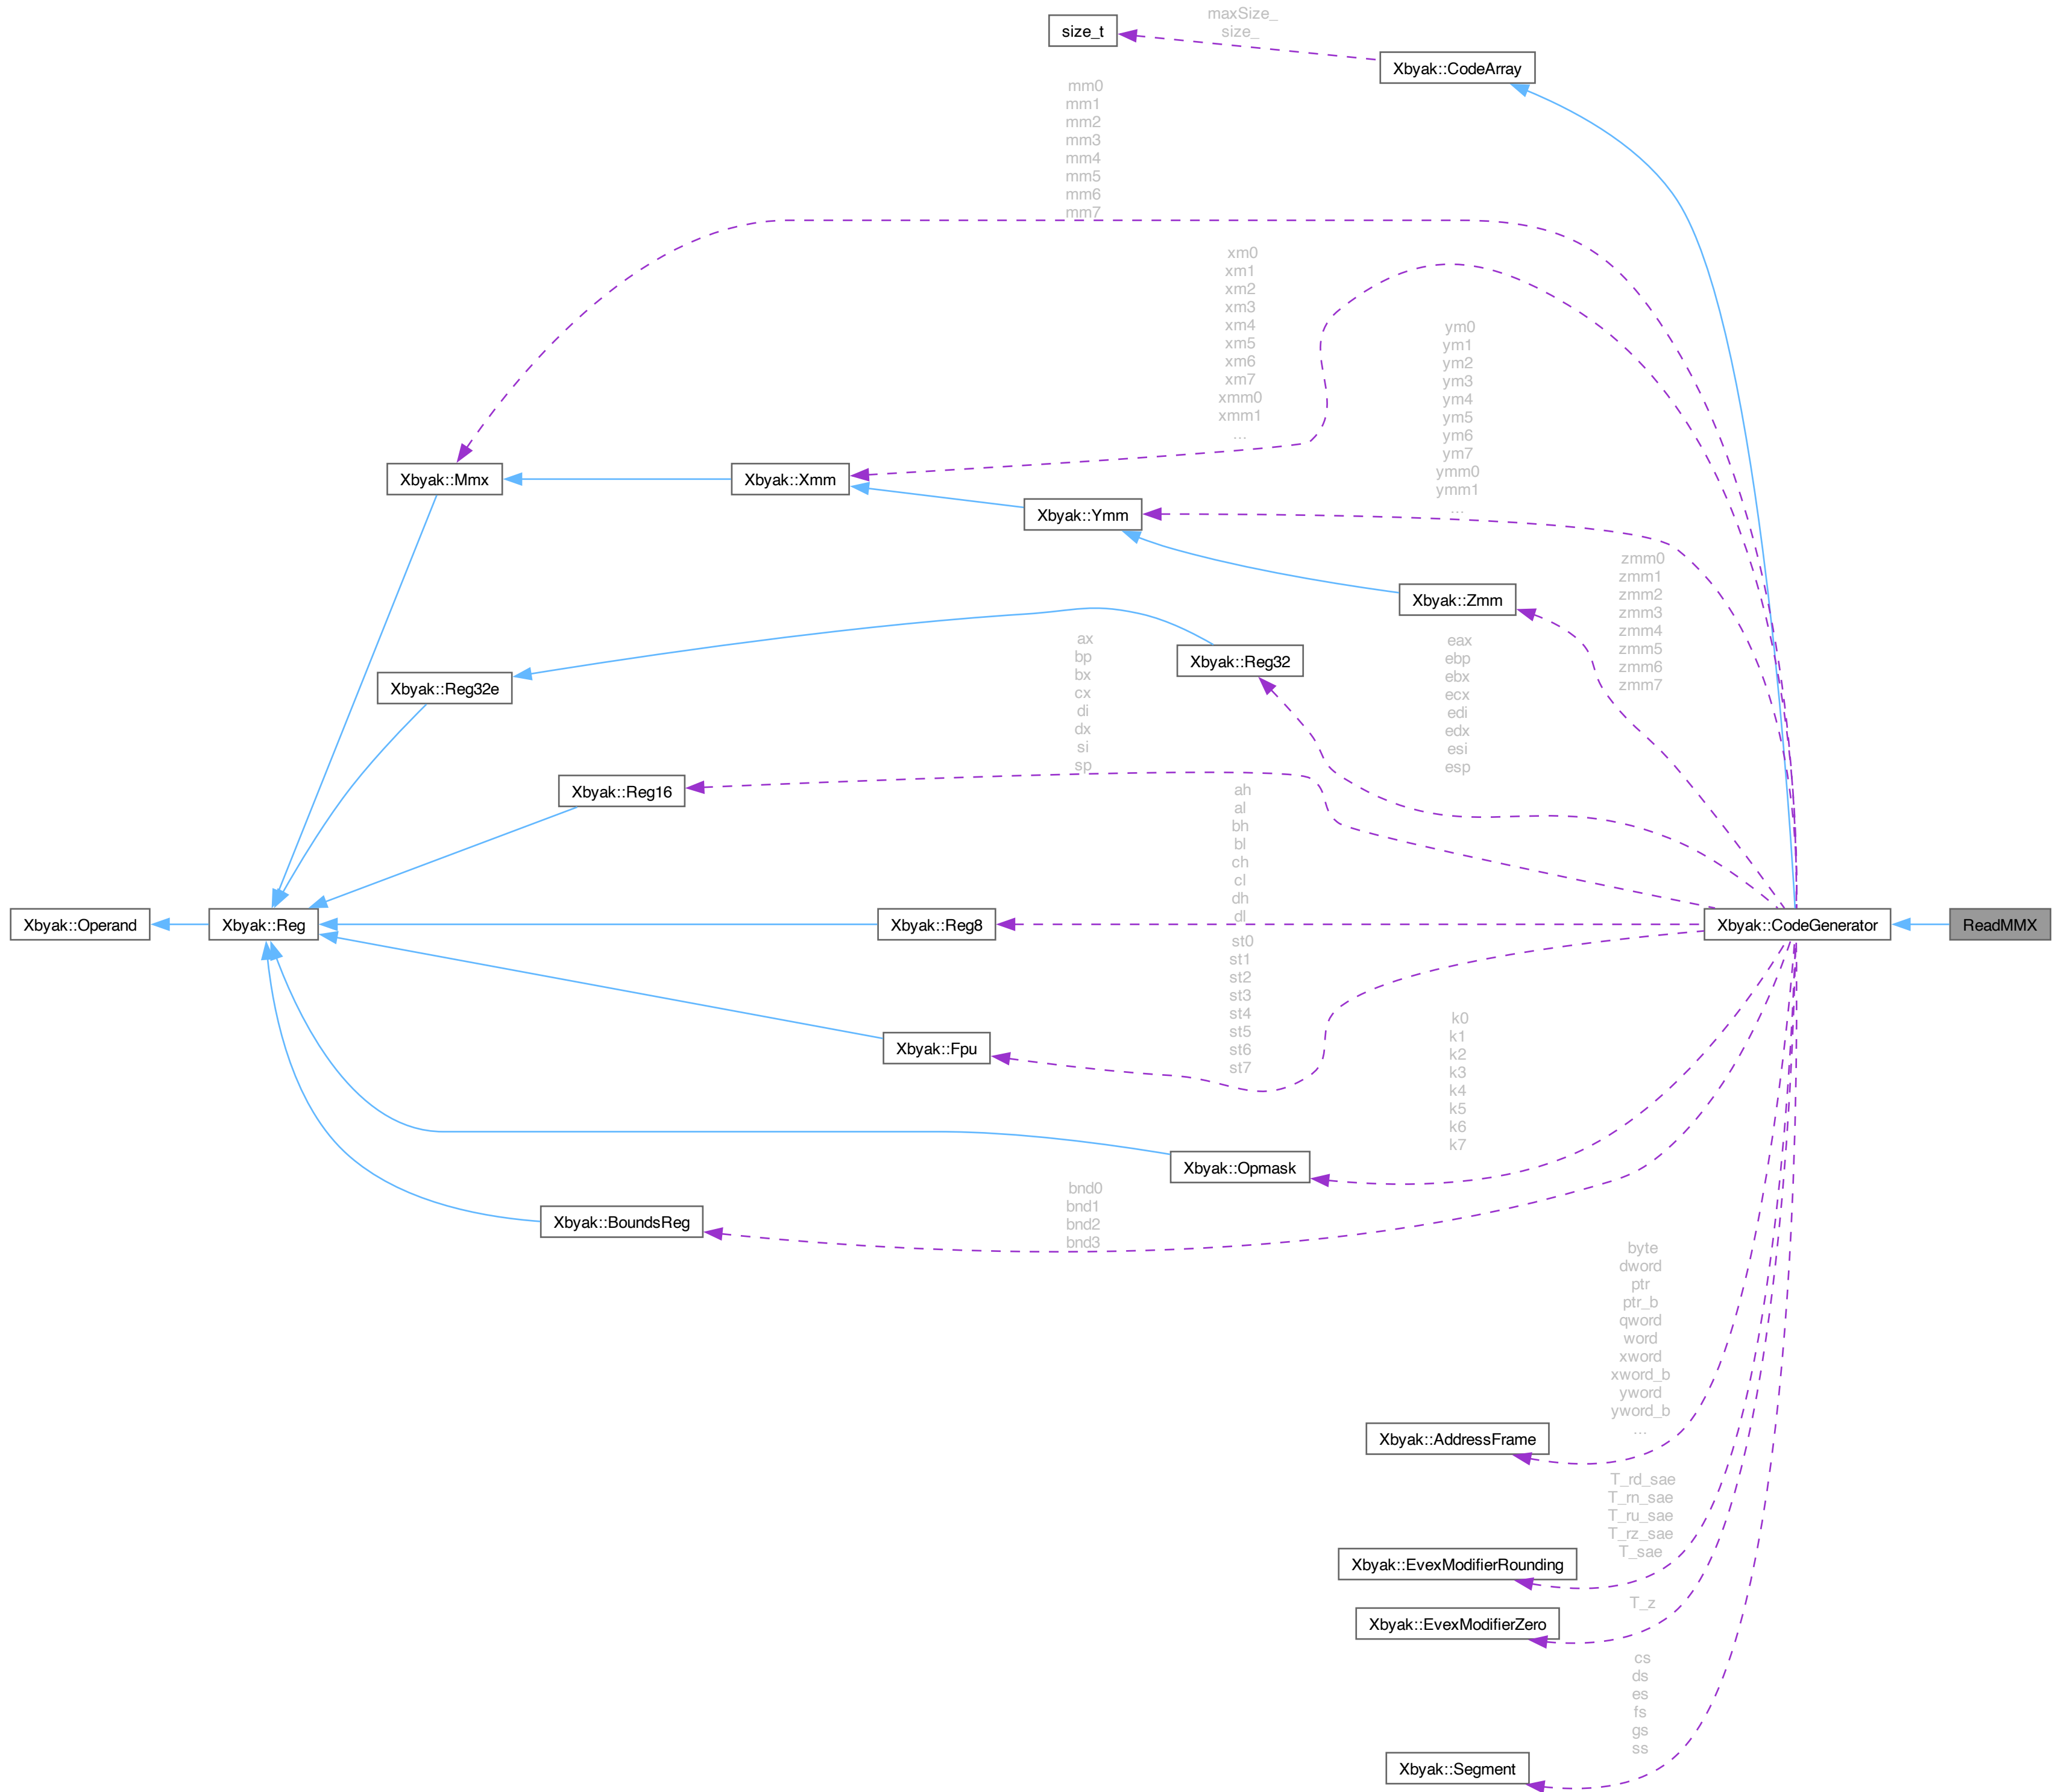 maxSize_
size_
size_t
Xbyak::CodeArray
mm0
mm1
mm2
mm3
mm4
mm5
mm6
mm7
xm0
xm1
xm2
xm3
xm4
xm5
xm6
xm7
xmm0
xmm1
...
ym0
ym1
ym2
ym3
ym4
ym5
ym6
ym7
ymm0
ymm1
...
Xbyak::Mmx
Xbyak::Xmm
Xbyak::Ymm
zmm0
zmm1
zmm2
zmm3
zmm4
zmm5
zmm6
zmm7
Xbyak::Zmm
ax
bp
bx
cx
di
dx
si
sp
eax
ebp
ebx
ecx
edi
edx
esi
esp
Xbyak::Reg32
Xbyak::Reg32e
Xbyak::Reg16
ah
al
bh
bl
ch
cl
dh
dl
Xbyak::Operand
Xbyak::Reg
Xbyak::Reg8
Xbyak::CodeGenerator
ReadMMX
st0
st1
st2
st3
st4
st5
st6
st7
Xbyak::Fpu
k0
k1
k2
k3
k4
k5
k6
k7
Xbyak::Opmask
bnd0
bnd1
bnd2
bnd3
Xbyak::BoundsReg
byte
dword
ptr
ptr_b
qword
word
xword
xword_b
yword
yword_b
...
Xbyak::AddressFrame
T_rd_sae
T_rn_sae
T_ru_sae
T_rz_sae
T_sae
Xbyak::EvexModifierRounding
T_z
Xbyak::EvexModifierZero
cs
ds
es
fs
gs
ss
Xbyak::Segment